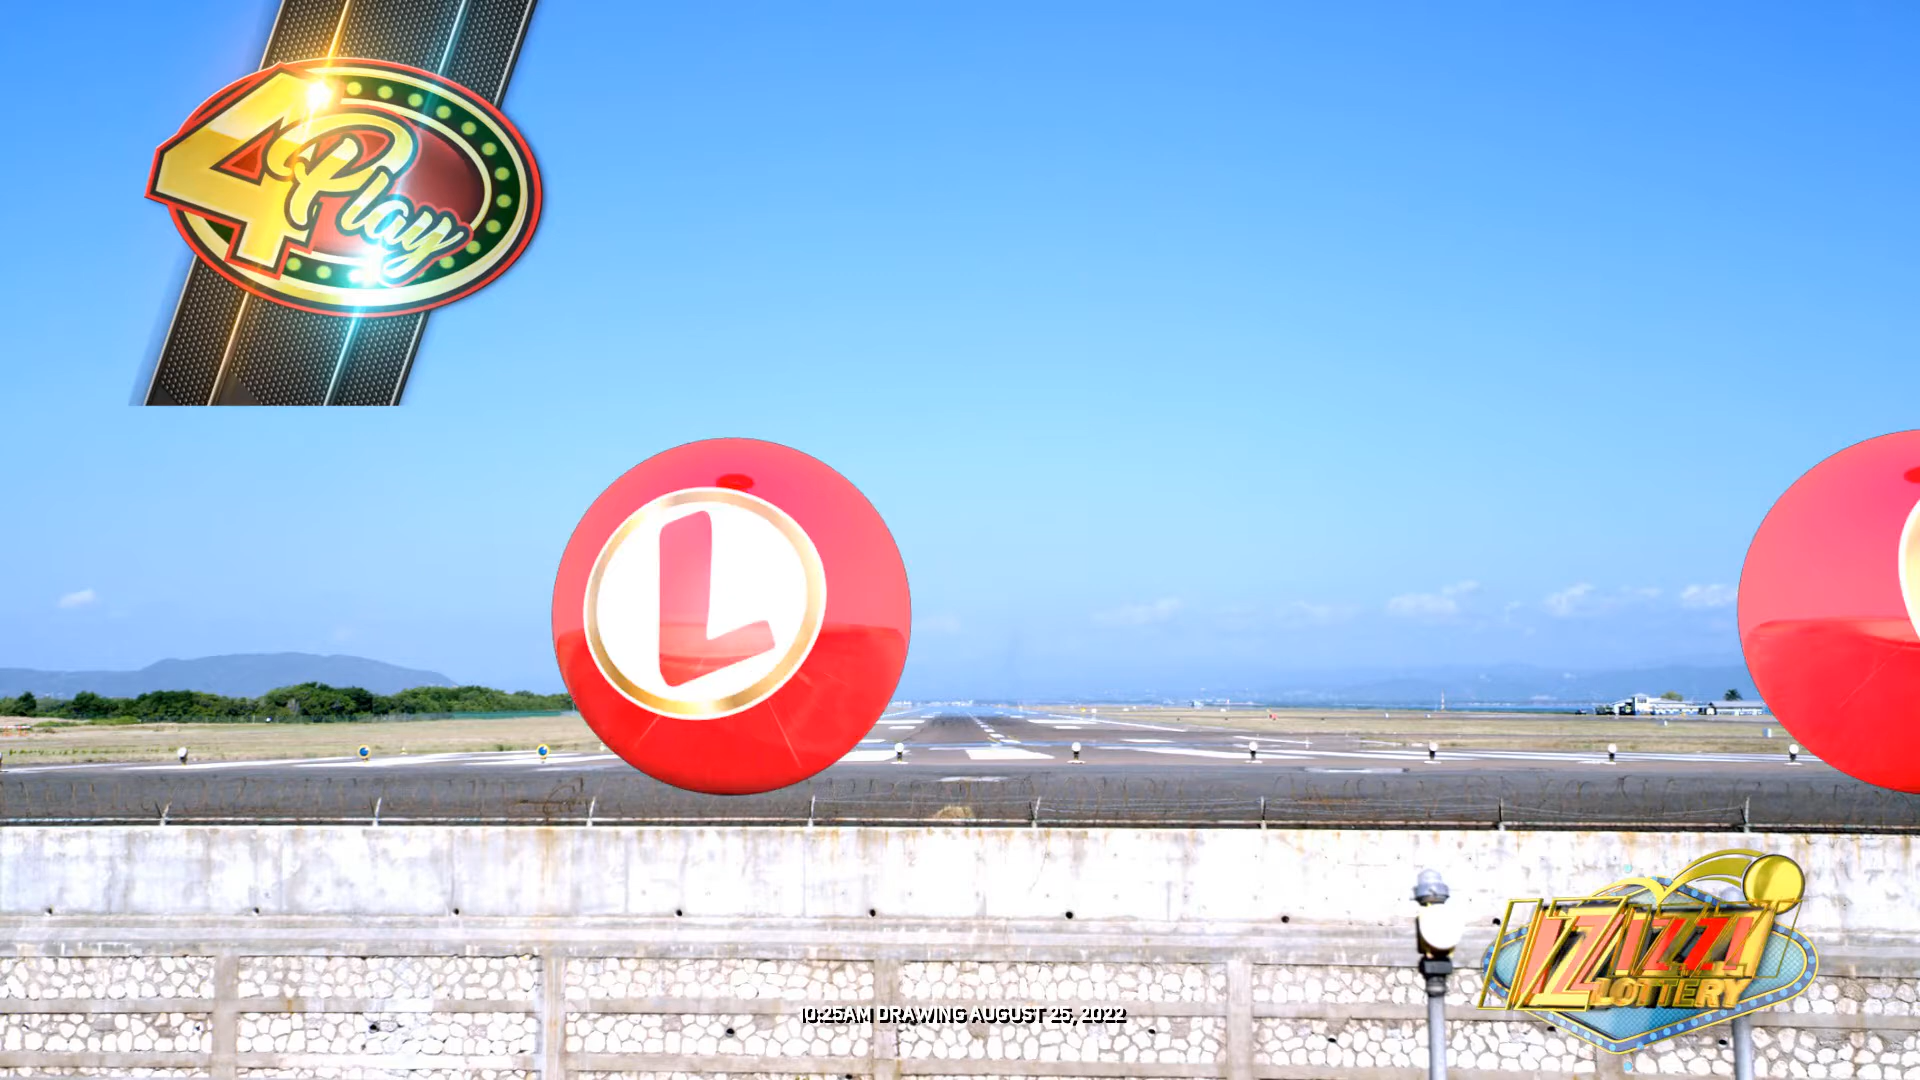 4Play
L
IZIZZI
LOTTERY
10:25AM DRAWING AUGUST 25, 2022